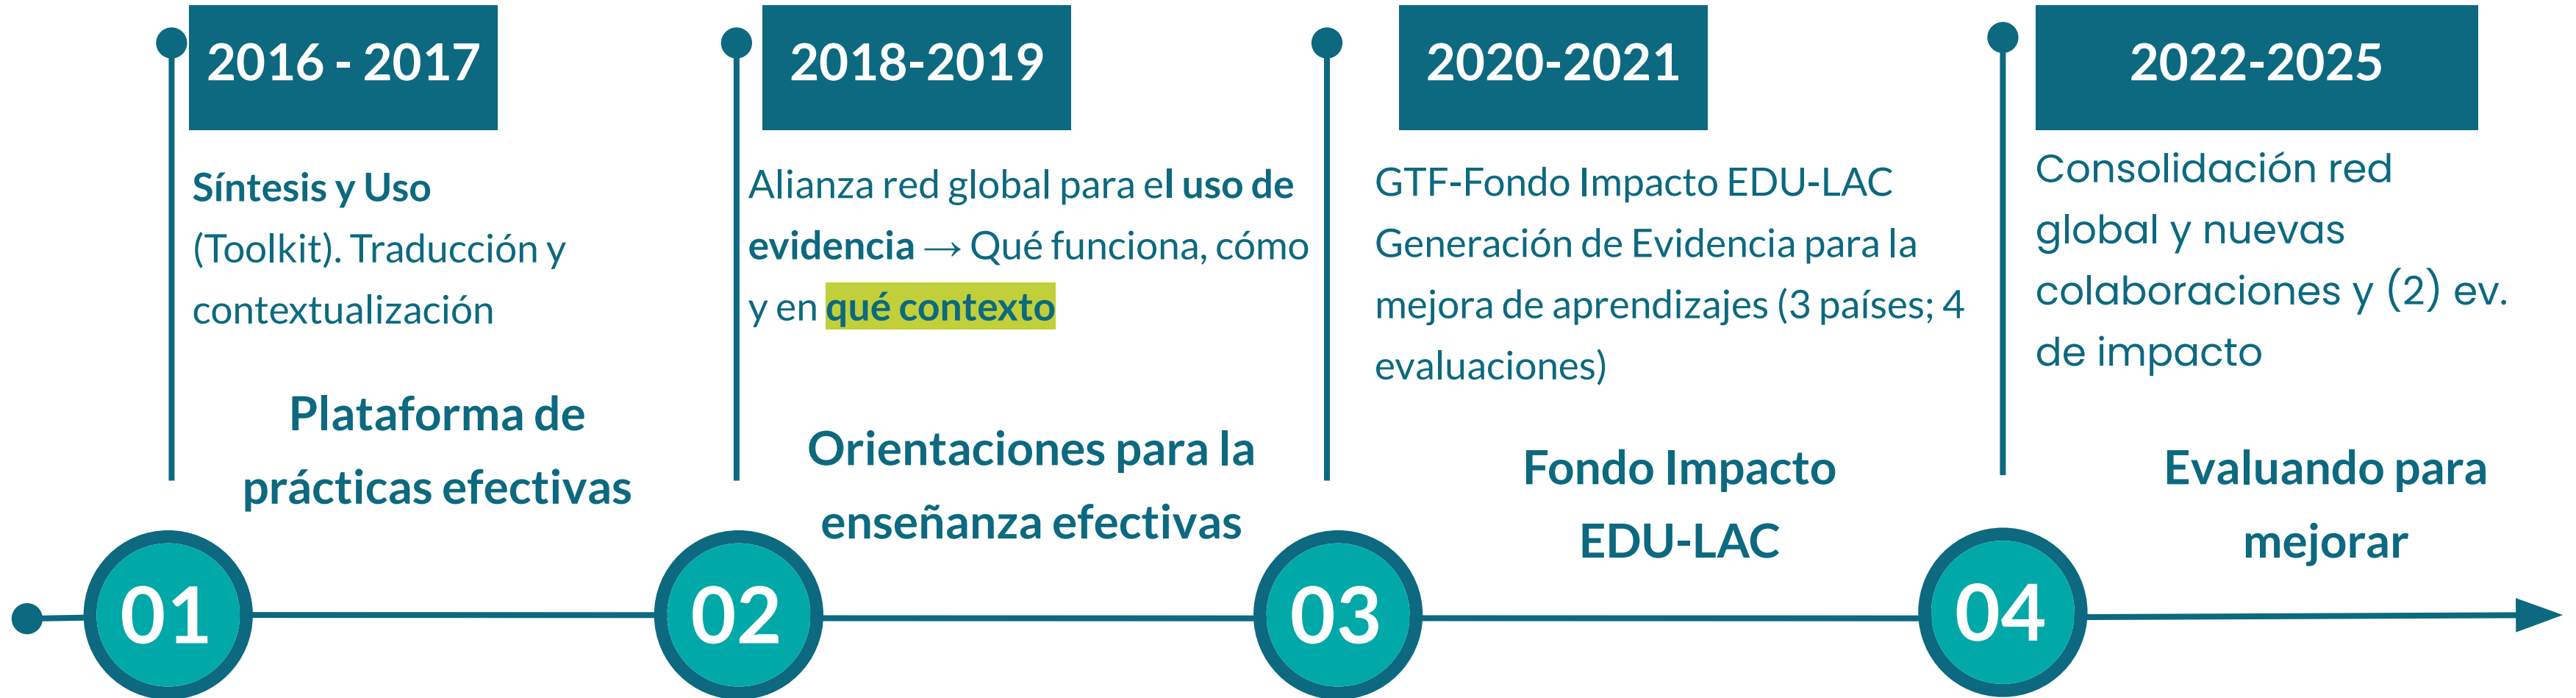 2016 - 2017
Síntesis y Uso
(Toolkit). Traducción y
contextualización
Plataforma de
prácticas efectivas
01
2018-2019
Alianza red global para el uso de
evidencia → Qué funciona, cómo
y en qué contexto
Orientaciones para la
enseñanza efectivas
02
2020-2021
GTF-Fondo Impacto EDU-LAC
Generación de Evidencia para la
mejora de aprendizajes (3 países; 4
evaluaciones)
Fondo Impacto
EDU-LAC
03
2022-2025
Consolidación red
global y nuevas
colaboraciones y (2) ev.
de impacto
Evaluando para
mejorar
04